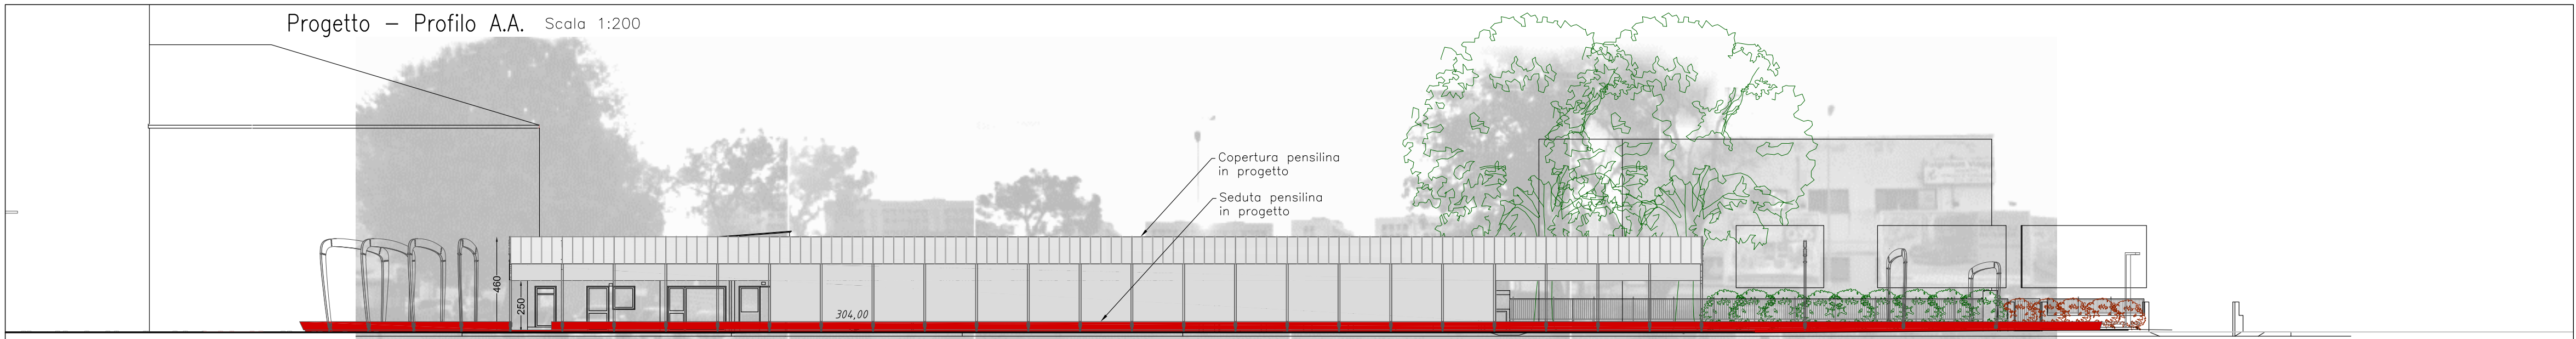 Progetto – Profilo A.A. Scala 1:200
Copertura pensilina
in progetto
Seduta pensilina
in progetto
460
250
304,00